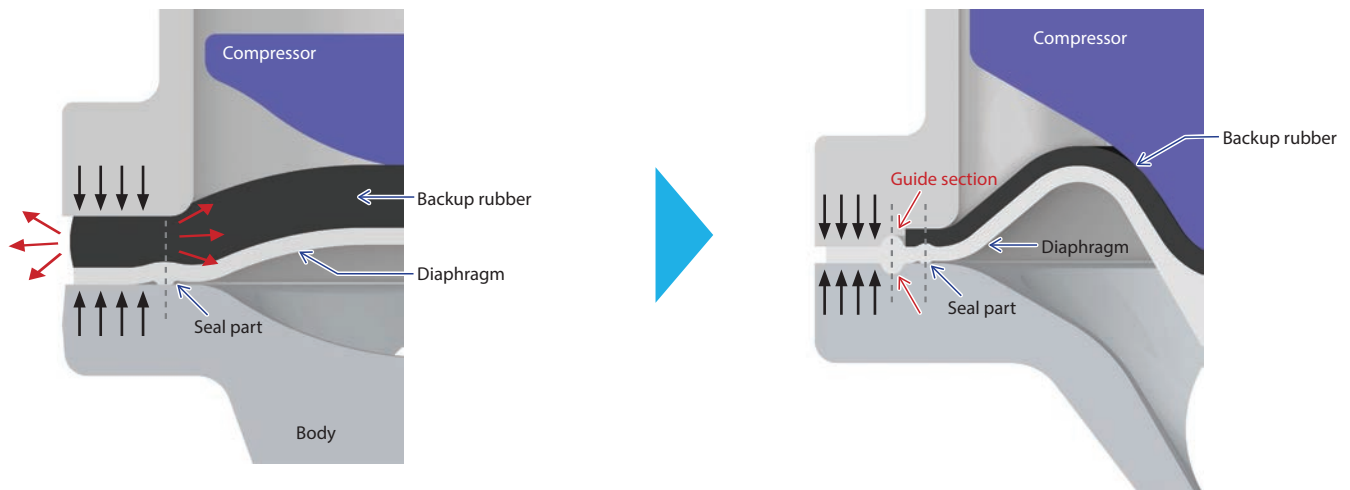 Compressor
Backup rubber
Diaphragm
Seal part
Body
Compressor
Backup rubber
Guide section
Diaphragm
Seal part